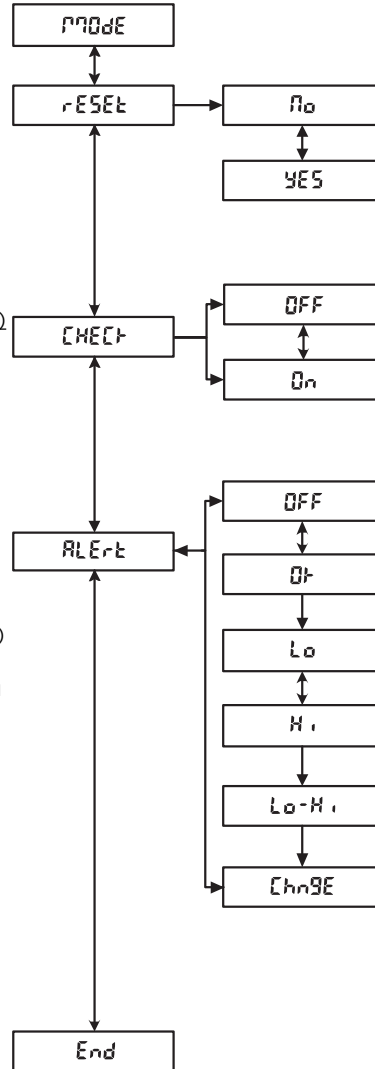 MODE
rESEt
No
YES
CHECk
OFF
On
ALErt
OFF
Ok
Lo
Hi
Lo-Hi
ChngE
End